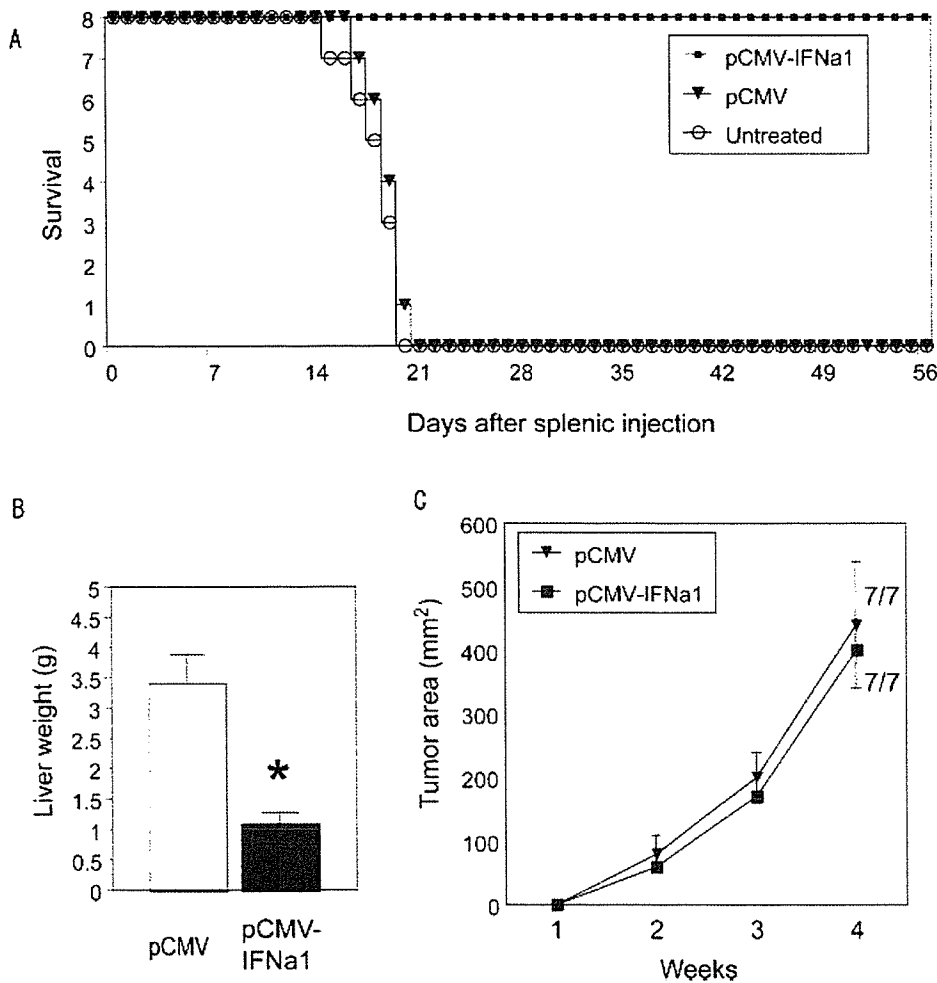 A
8
7
6
5
4
3
2
1
0
Survival
pCMV-IFNa1
pCMV
Untreated
0 7 14 21 28 35 42 49 56
Days after splenic injection
B
5
4.5
4
3.5
3
2.5
2
1.5
1
0.5
0
Liver weight (g)
*
pCMV
pCMV-
IFNa1
C
600
500
400
300
200
100
0
Tumor area (mm²)
pCMV
pCMV-IFNa1
7/7
7/7
1 2 3 4
Weeks